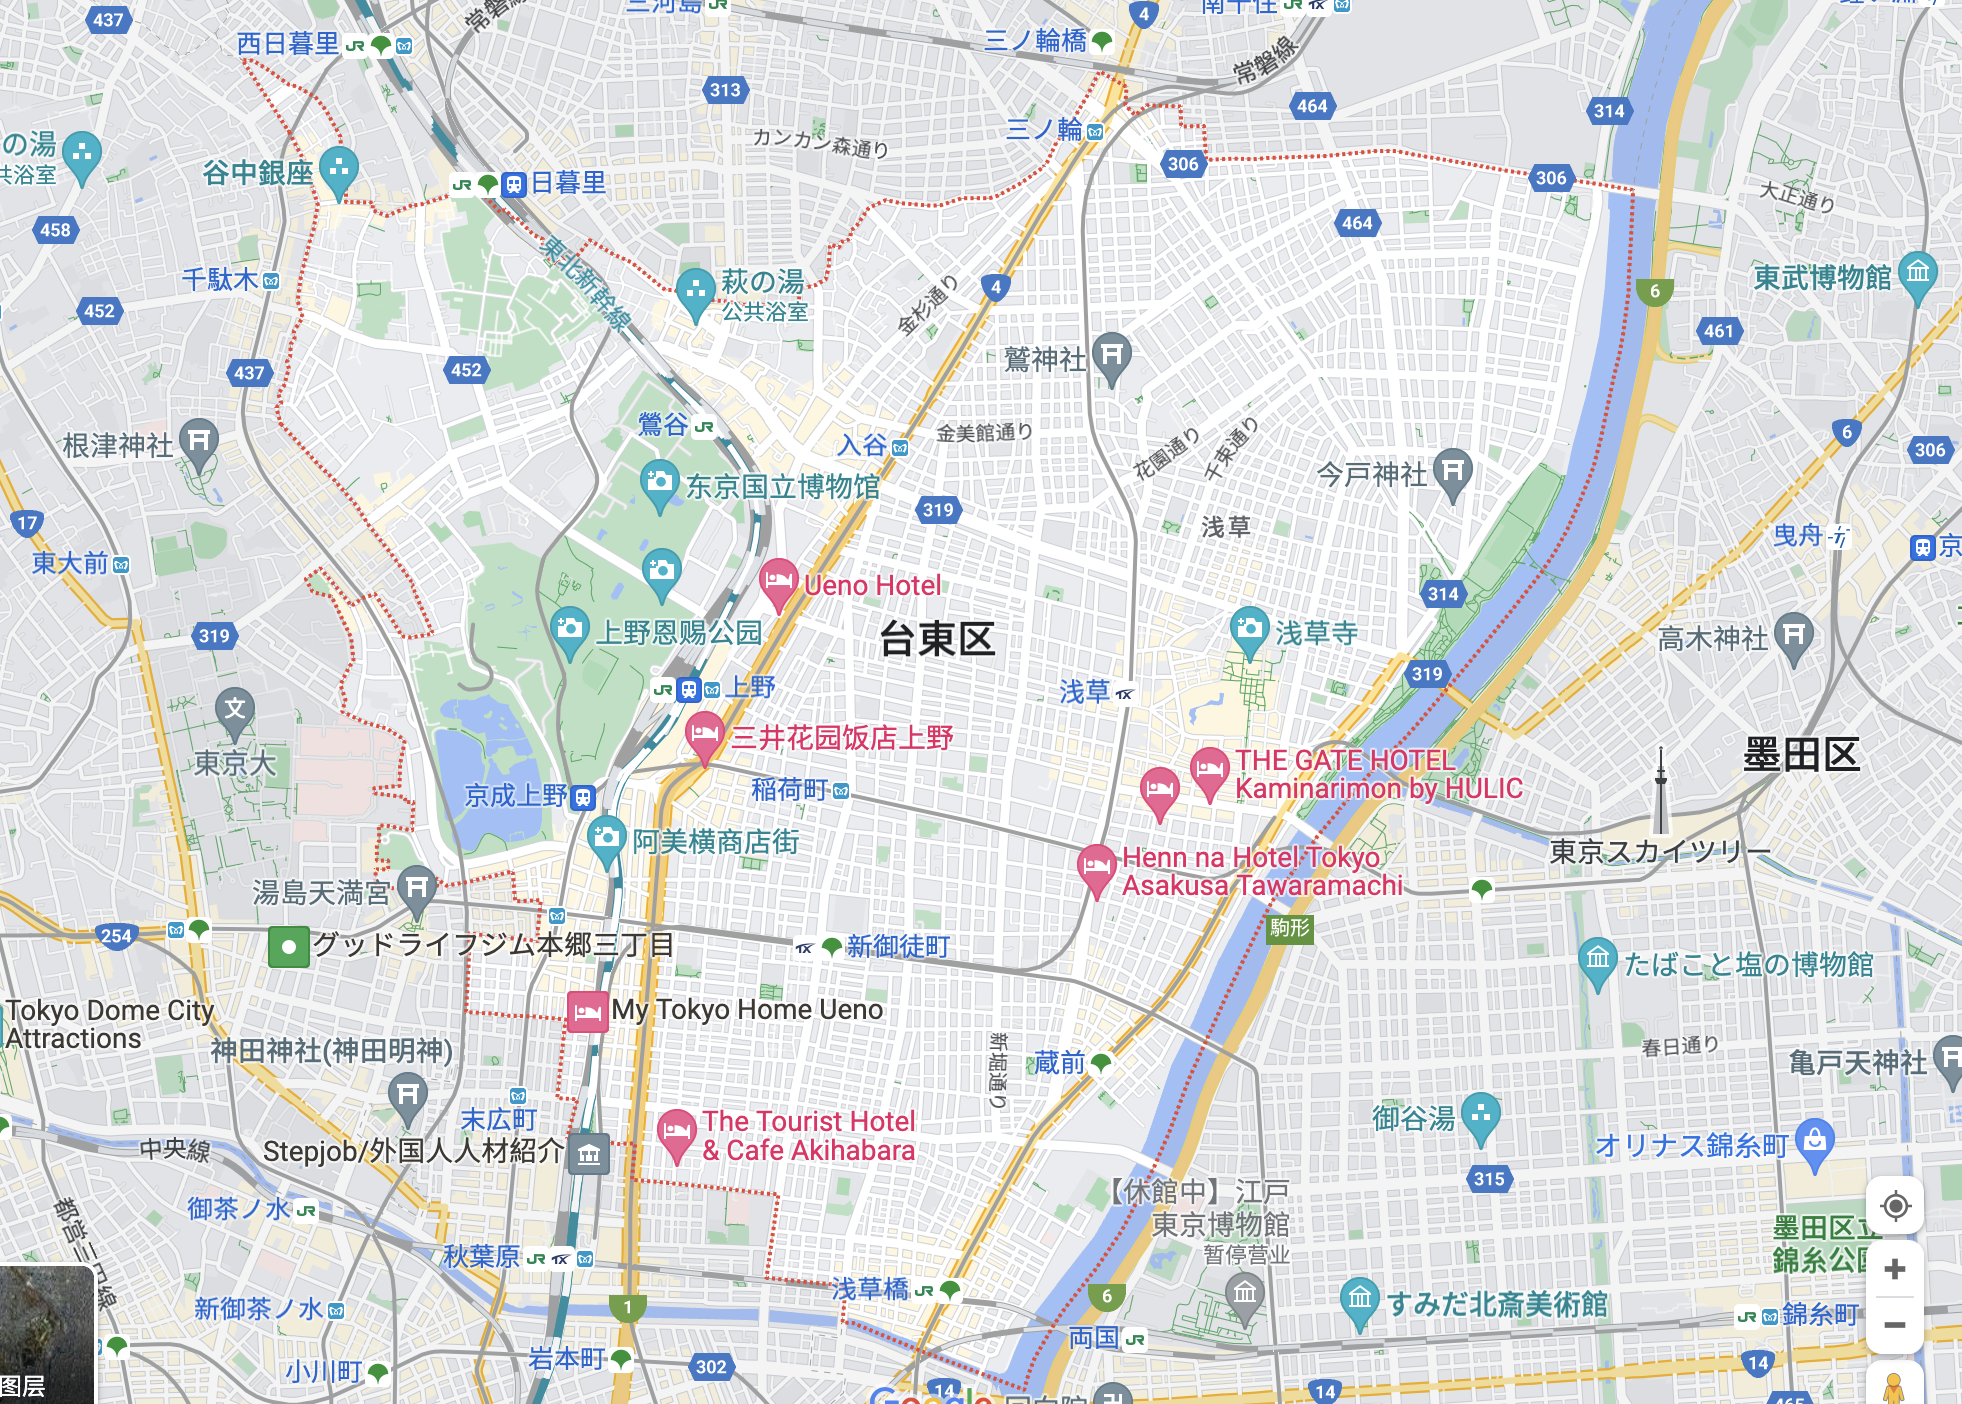 437
西日暮里
常磐線
三河島
三ノ輪橋
4
南千住
常磐線
464
314
313
カンカン森通り
三ノ輪
306
306
大正通り
の湯
共浴室
谷中銀座
日暮里
458
464
東北新幹線
千駄木
452
萩の湯
公共浴室
金杉通り
4
6
東武博物館
461
437
452
鷲神社
根津神社
鶯谷
入谷
金美館通り
花園通り
千束通り
今戸神社
6
306
17
东京国立博物馆
319
浅草
曳舟
京
東大前
Ueno Hotel
314
319
上野恩赐公园
台東区
浅草寺
高木神社
上野
浅草
319
東京大
三井花园饭店上野
墨田区
京成上野
稲荷町
THE GATE HOTEL
Kaminarimon by HULIC
阿美横商店街
東京スカイツリー
Henn na Hotel Tokyo
Asakusa Tawaramachi
湯島天満宮
254
グッドライフジム本郷三丁目
新御徒町
駒形
たばこと塩の博物館
Tokyo Dome City
Attractions
My Tokyo Home Ueno
神田神社(神田明神)
新堀通り
蔵前
春日通り
亀戸天神社
末広町
The Tourist Hotel
& Cafe Akihabara
御谷湯
オリナス錦糸町
中央線
Stepjob/外国人人材紹介
315
【休館中】江戸
東京博物館
暂停营业
御茶ノ水
都営三田線
墨田区立
錦糸公園
秋葉原
浅草橋
6
すみだ北斎美術館
新御茶ノ水
1
両国
錦糸町
小川町
岩本町
302
14
14
14
465
图层
Google
回向院